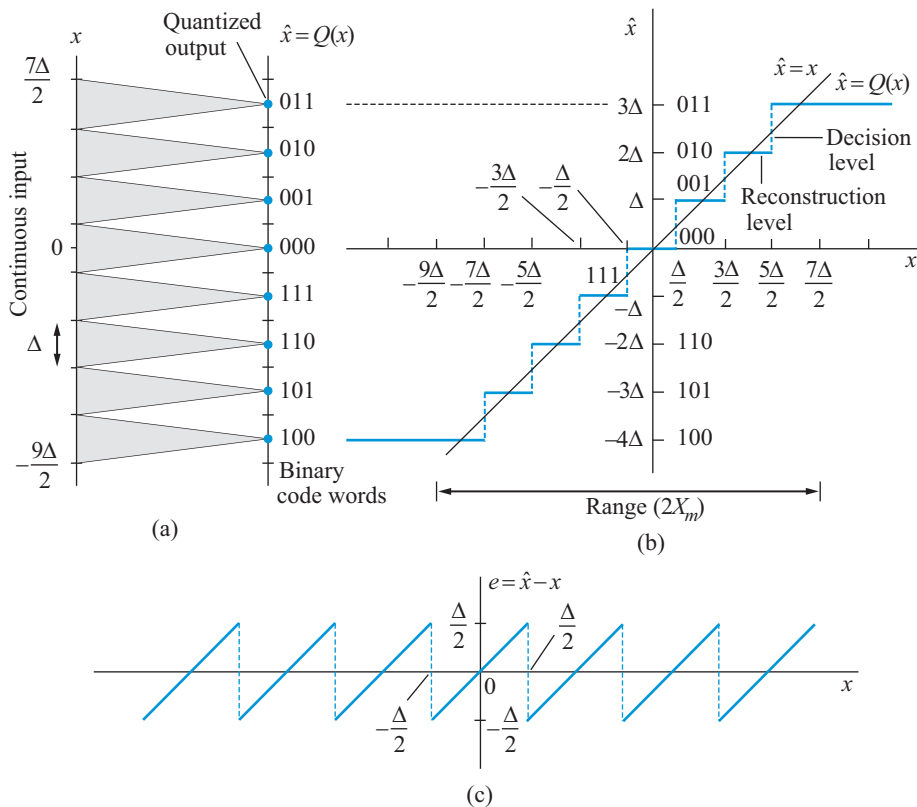 Quantized
output
x
x̂=Q(x)
7Δ/2
011
010
001
Continuous input
0
000
111
Δ
110
101
100
-9Δ/2
Binary
code words
(a)
x̂
x̂=x
x̂=Q(x)
3Δ 011
2Δ 010
Decision
level
Δ 001
Reconstruction
level
-3Δ/2 -Δ/2
000
x
-9Δ/2 -7Δ/2 -5Δ/2 111 Δ/2 3Δ/2 5Δ/2 7Δ/2
-Δ
-2Δ 110
-3Δ 101
-4Δ 100
Range (2Xm)
(b)
e=x̂-x
Δ/2 Δ/2
0 x
-Δ/2 -Δ/2
(c)